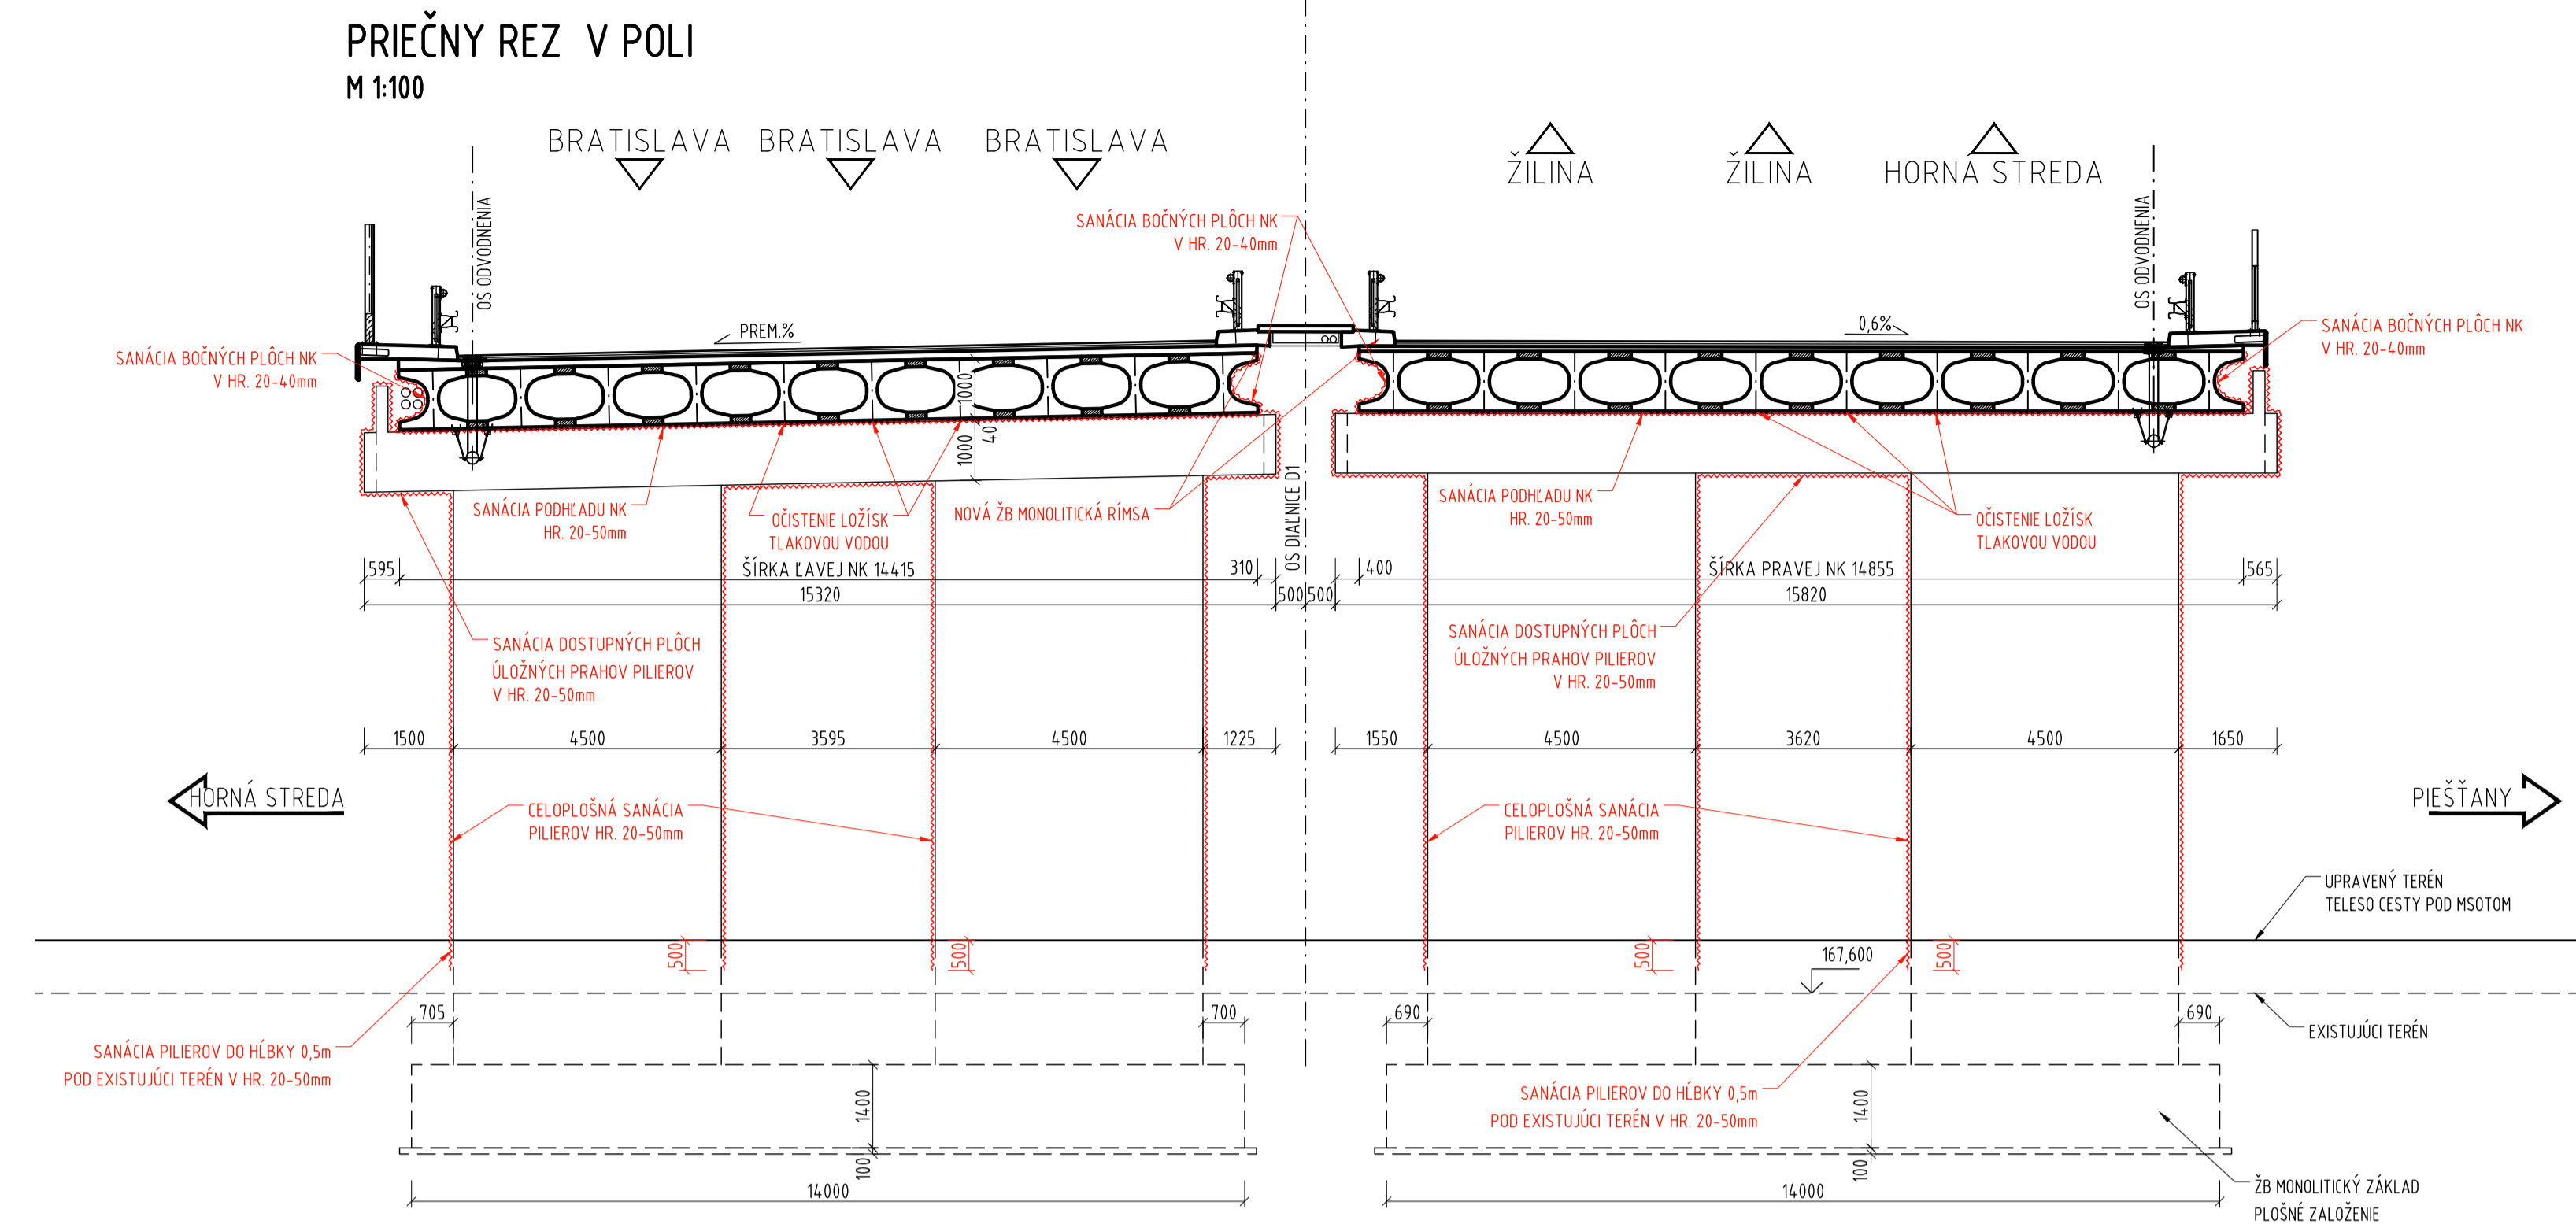 PRIEČNY REZ V POLI
M 1:100
BRATISLAVA
BRATISLAVA
BRATISLAVA
ŽILINA
ŽILINA
HORNÁ STREDA
OS ODVODNENIA
OS ODVODNENIA
SANÁCIA BOČNÝCH PLÔCH NK
V HR. 20-40mm
PREM.%
0,6%
SANÁCIA BOČNÝCH PLÔCH NK
V HR. 20-40mm
SANÁCIA BOČNÝCH PLÔCH NK
V HR. 20-40mm
1000
40
1000
SANÁCIA PODHĽADU NK
HR. 20-50mm
OČISTENIE LOŽÍSK
TLAKOVOU VODOU
NOVÁ ŽB MONOLITICKÁ RÍMSA
OS DIAĽNICE D1
SANÁCIA PODHĽADU NK
HR. 20-50mm
OČISTENIE LOŽÍSK
TLAKOVOU VODOU
595
ŠÍRKA ĽAVEJ NK 14415
310
400
ŠÍRKA PRAVEJ NK 14855
565
15320
500
500
15820
SANÁCIA DOSTUPNÝCH PLÔCH
ÚLOŽNÝCH PRAHOV PILIEROV
V HR. 20-50mm
SANÁCIA DOSTUPNÝCH PLÔCH
ÚLOŽNÝCH PRAHOV PILIEROV
V HR. 20-50mm
1500
4500
3595
4500
1225
1550
4500
3620
4500
1650
HORNÁ STREDA
PIEŠŤANY
CELOPLOŠNÁ SANÁCIA
PILIEROV HR. 20-50mm
CELOPLOŠNÁ SANÁCIA
PILIEROV HR. 20-50mm
UPRAVENÝ TERÉN
TELESO CESTY POD MSOTOM
500
500
500
500
167,600
705
700
690
690
EXISTUJÚCI TERÉN
SANÁCIA PILIEROV DO HĹBKY 0,5m
POD EXISTUJÚCI TERÉN V HR. 20-50mm
SANÁCIA PILIEROV DO HĹBKY 0,5m
POD EXISTUJÚCI TERÉN V HR. 20-50mm
1400
1400
100
100
14000
14000
ŽB MONOLITICKÝ ZÁKLAD
PLOŠNÉ ZALOŽENIE